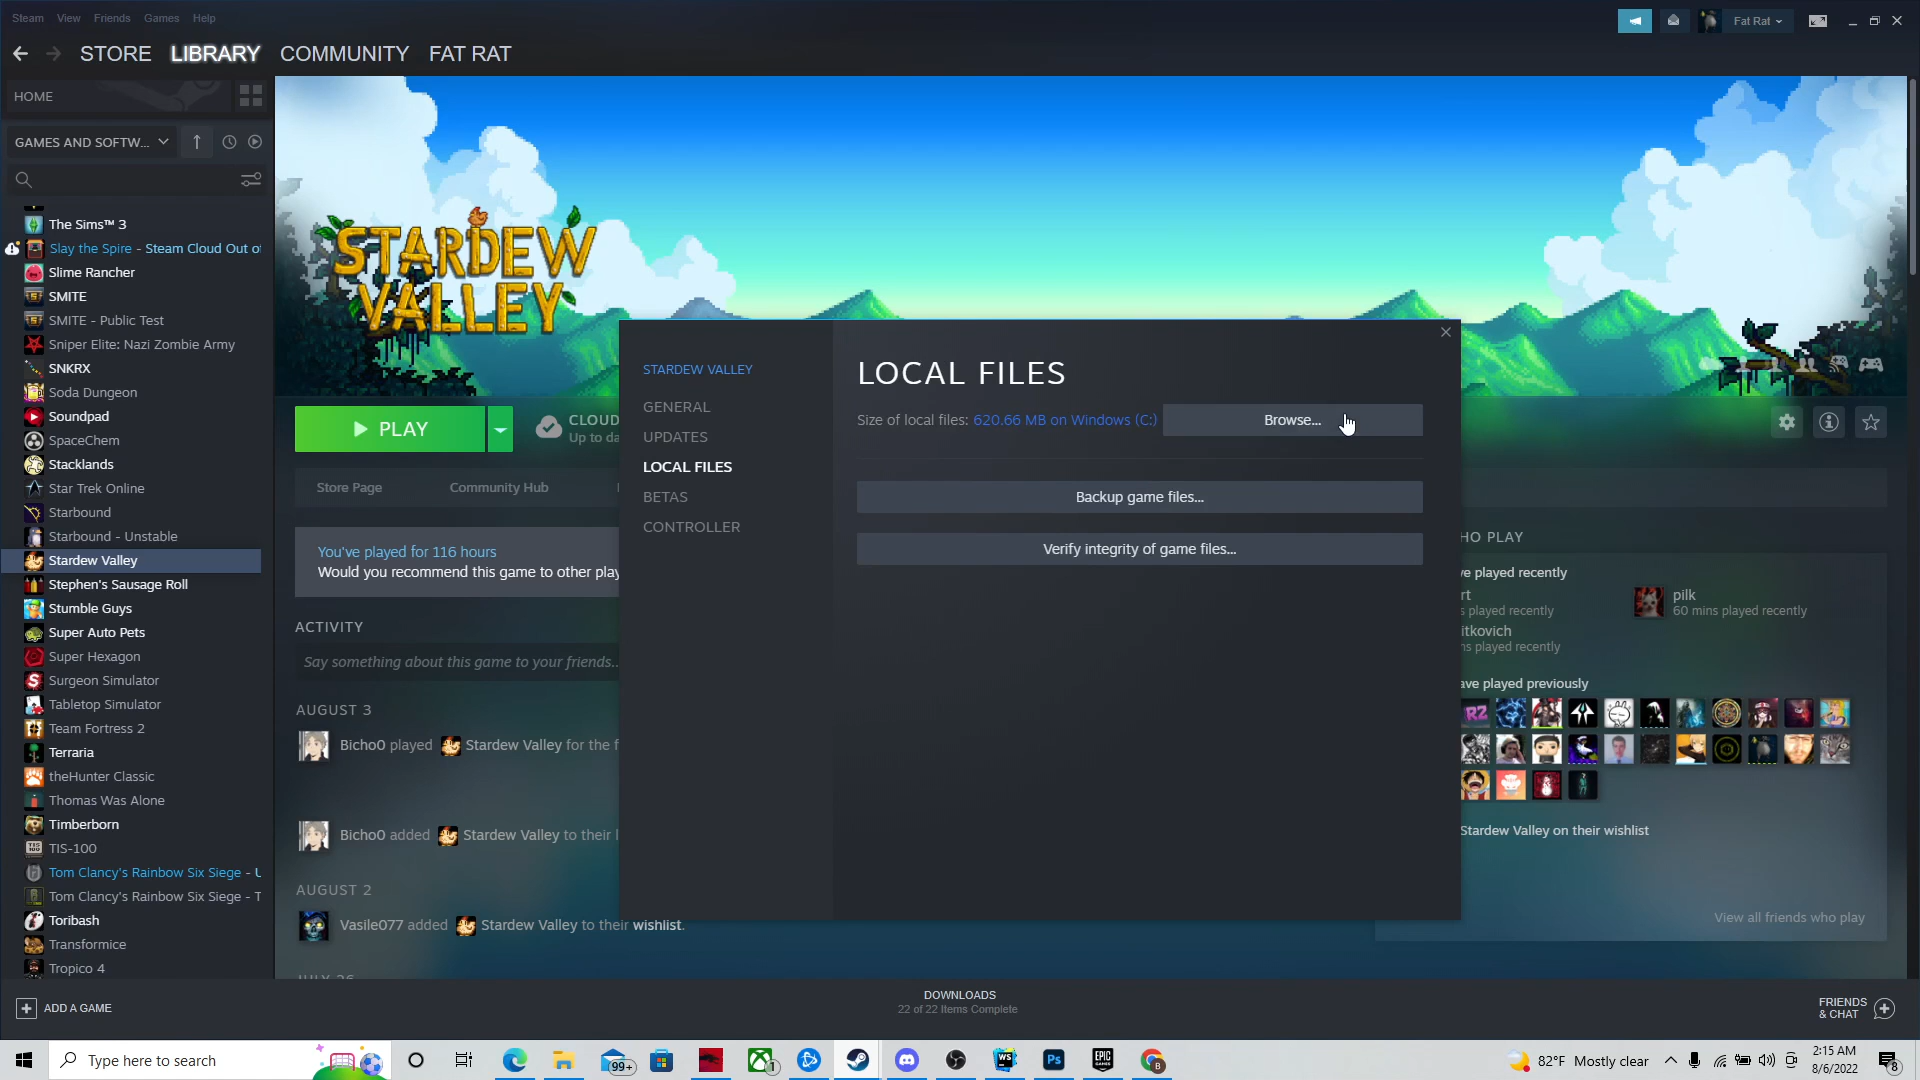 Steam View Friends Games Help
Fat Rat
STORE LIBRARY COMMUNITY FAT RAT
HOME
GAMES AND SOFTW...
The Sims™ 3
Slay the Spire - Steam Cloud Out of
Slime Rancher
SMITE
SMITE - Public Test
Sniper Elite: Nazi Zombie Army
SNKRX
Soda Dungeon
Soundpad
SpaceChem
Stacklands
Star Trek Online
Starbound
Starbound - Unstable
Stardew Valley
Stephen's Sausage Roll
Stumble Guys
Super Auto Pets
Super Hexagon
Surgeon Simulator
Tabletop Simulator
Team Fortress 2
Terraria
theHunter Classic
Thomas Was Alone
Timberborn
TIS-100
Tom Clancy's Rainbow Six Siege - U
Tom Clancy's Rainbow Six Siege - T
Toribash
Transformice
Tropico 4
STARDEW
VALLEY
PLAY
CLOUD
Up to da
Store Page Community Hub
You've played for 116 hours
Would you recommend this game to other play
ACTIVITY
Say something about this game to your friends..
AUGUST 3
Bicho0 played Stardew Valley for the f
Bicho0 added Stardew Valley to their l
AUGUST 2
Vasile077 added Stardew Valley to their wishlist.
STARDEW VALLEY
GENERAL
UPDATES
LOCAL FILES
BETAS
CONTROLLER
LOCAL FILES
Size of local files: 620.66 MB on Windows (C:) Browse...
Backup game files...
Verify integrity of game files...
HO PLAY
ve played recently
rt
s played recently
pilk
60 mins played recently
itkovich
ns played recently
ave played previously
RZ
Stardew Valley on their wishlist
View all friends who play
ADD A GAME
DOWNLOADS
22 of 22 Items Complete
FRIENDS
& CHAT
Type here to search
99+
1
WS
Ps
EPIC
GAMES
B
82°F Mostly clear
2:15 AM
8/6/2022
8